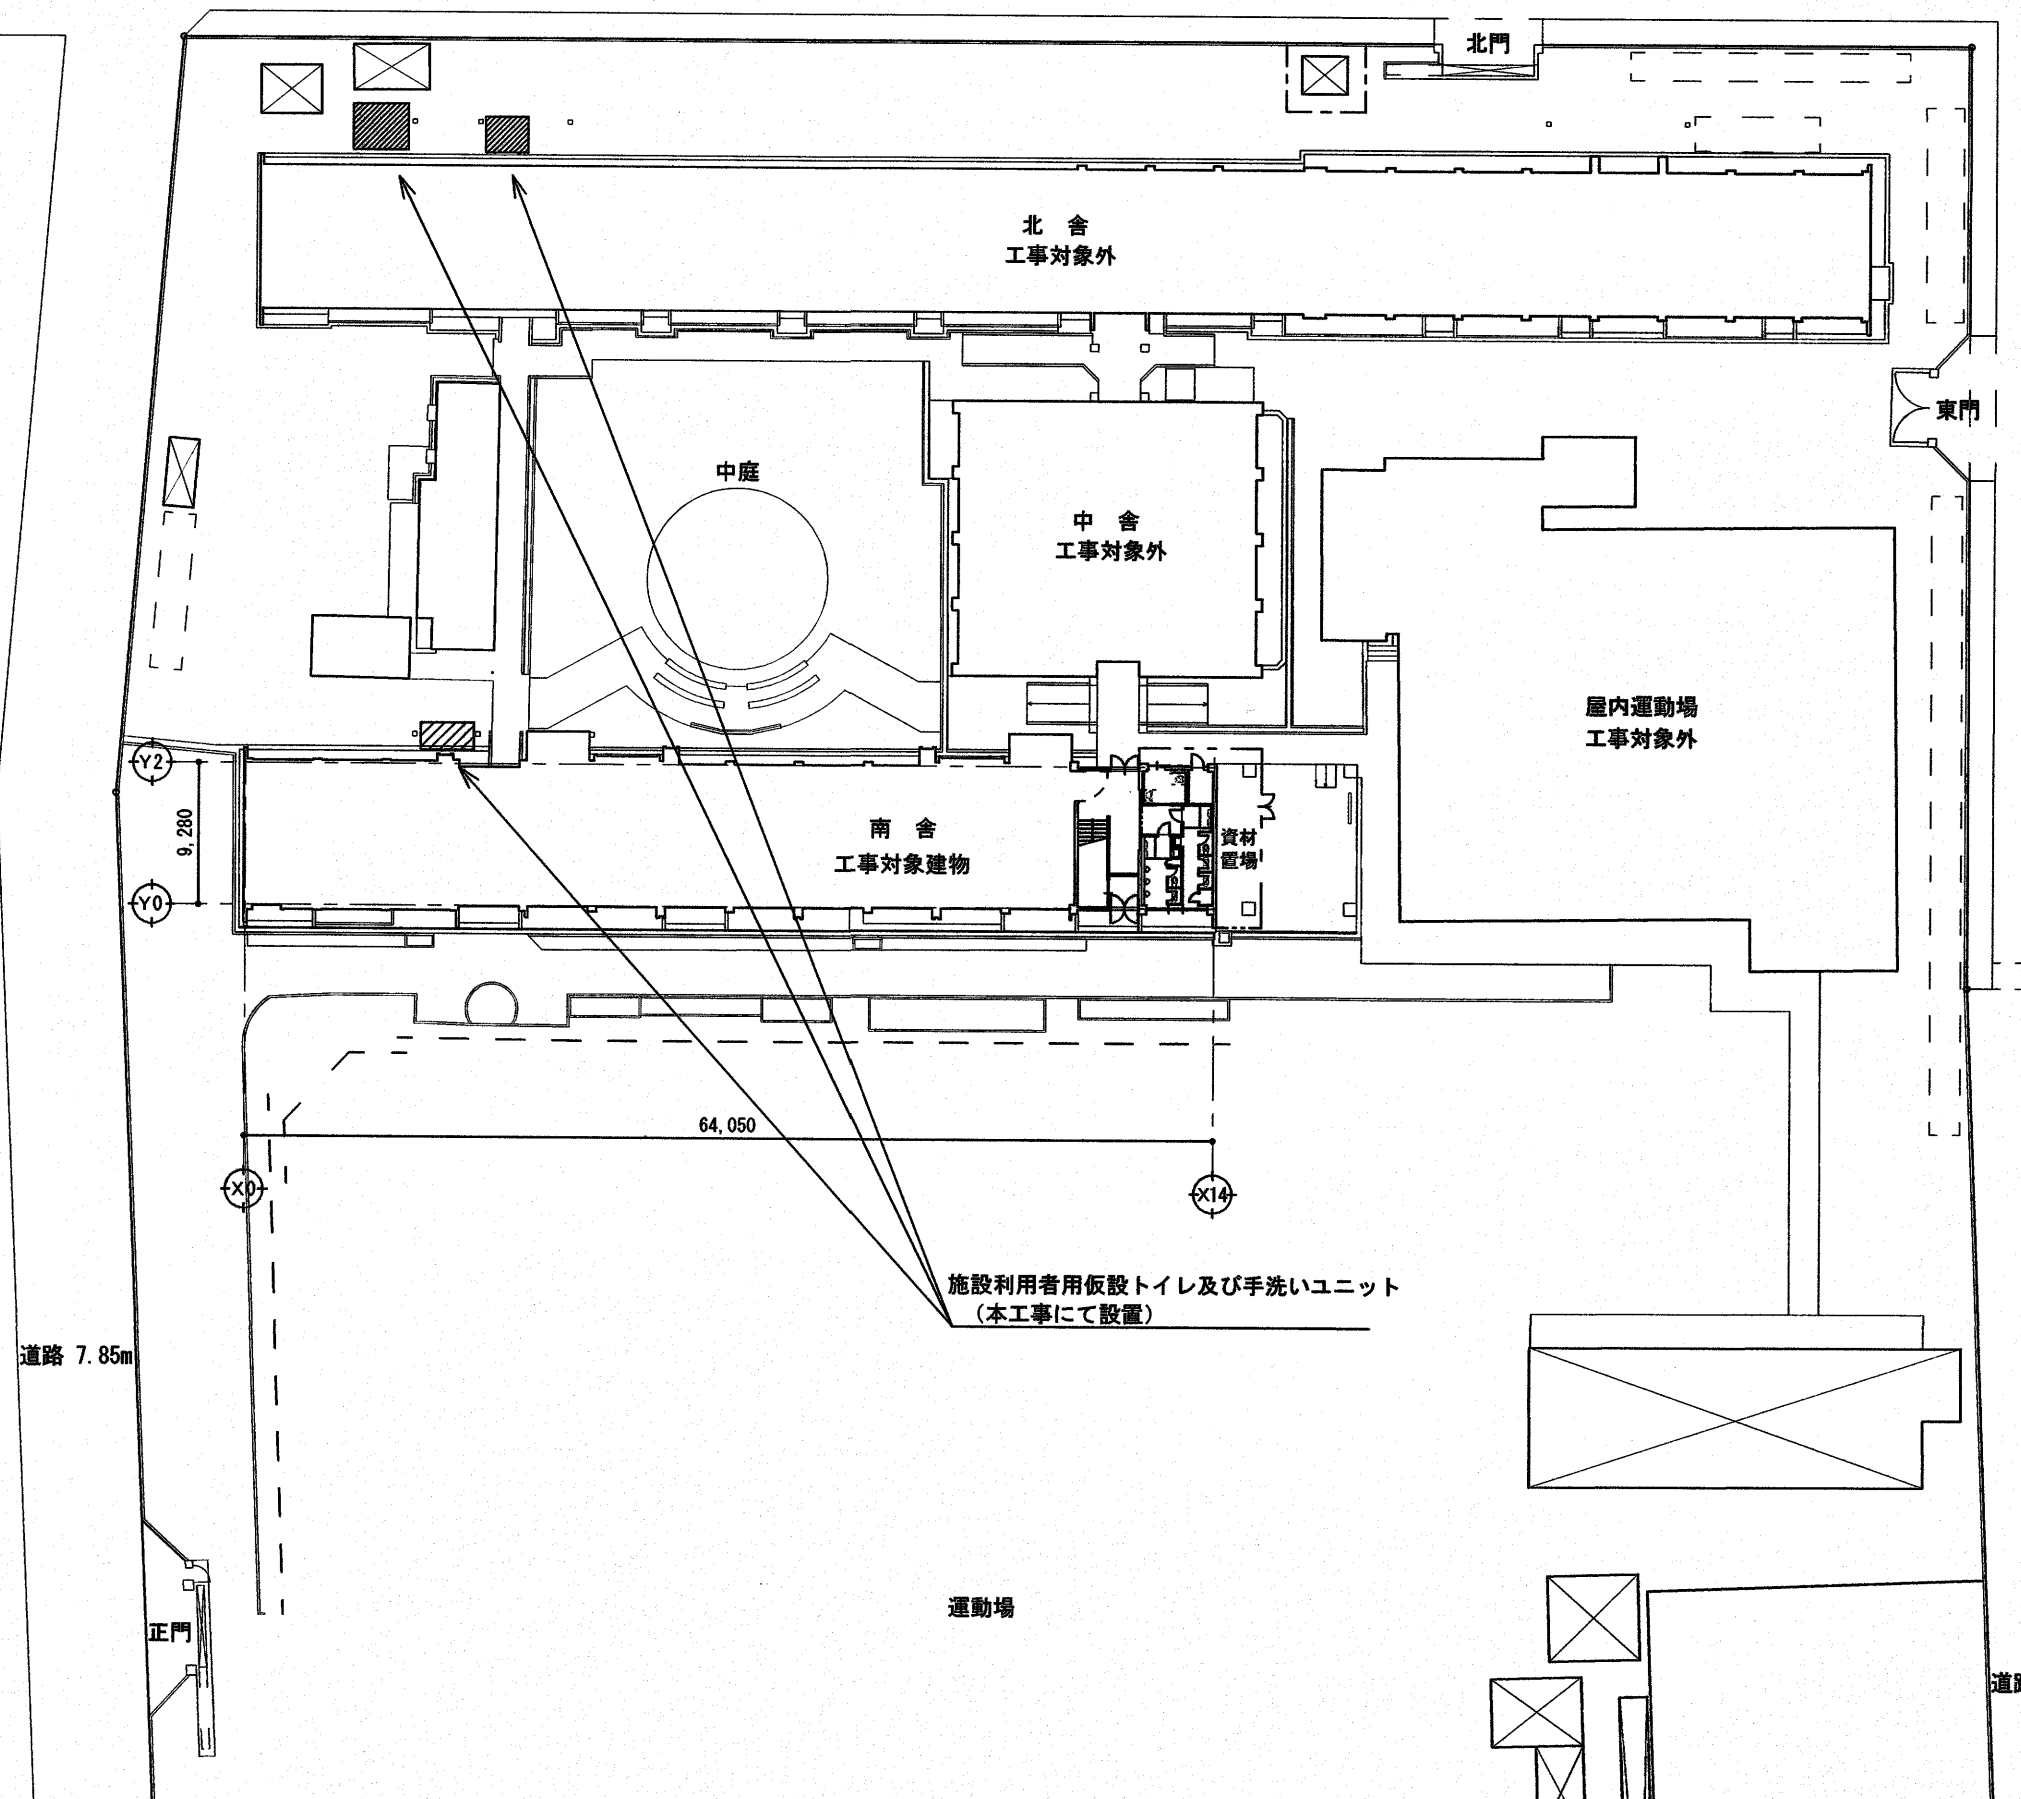 北門
北 舎
工事対象外
東門
中庭
中 舎
工事対象外
屋内運動場
工事対象外
Y2
9,280
Y0
南 舎
工事対象建物
資材
置場
64,050
X0
X14
施設利用者用仮設トイレ及び手洗いユニット
（本工事にて設置）
道路 7.85m
運動場
正門